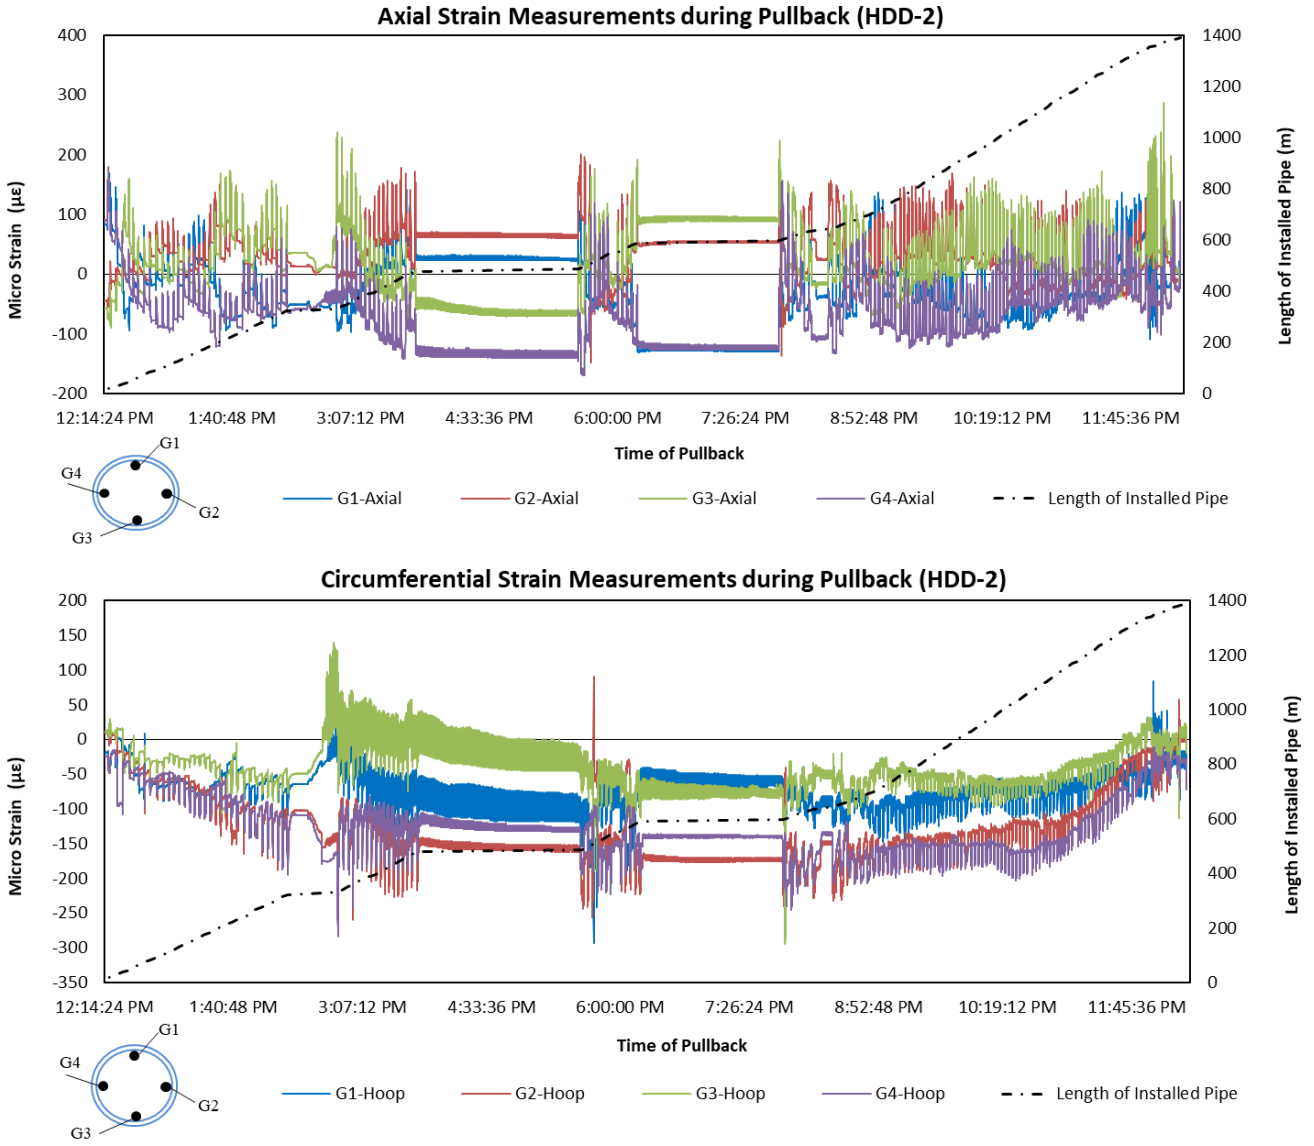 Axial Strain Measurements during Pullback (HDD-2)
400
300
200
100
0
-100
-200
Micro Strain (με)
1400
1200
1000
800
600
400
200
0
Length of Installed Pipe (m)
12:14:24 PM 1:40:48 PM 3:07:12 PM 4:33:36 PM 6:00:00 PM 7:26:24 PM 8:52:48 PM 10:19:12 PM 11:45:36 PM
Time of Pullback
G1
G4
G2
G3
G1-Axial G2-Axial G3-Axial G4-Axial Length of Installed Pipe
Circumferential Strain Measurements during Pullback (HDD-2)
200
150
100
50
0
-50
-100
-150
-200
-250
-300
-350
Micro Strain (με)
1400
1200
1000
800
600
400
200
0
Length of Installed Pipe (m)
12:14:24 PM 1:40:48 PM 3:07:12 PM 4:33:36 PM 6:00:00 PM 7:26:24 PM 8:52:48 PM 10:19:12 PM 11:45:36 PM
Time of Pullback
G1
G4
G2
G3
G1-Hoop G2-Hoop G3-Hoop G4-Hoop Length of Installed Pipe